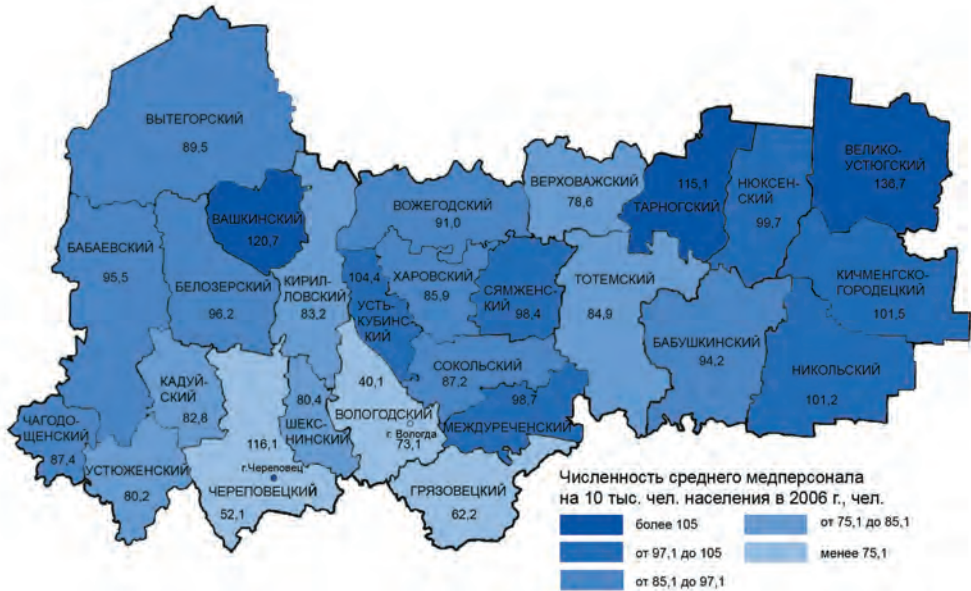 ВЫТЕГОРСКИЙ
89,5
ВЕЛИКО-
УСТЮГСКИЙ
136,7
ВЕРХОВАЖСКИЙ
78,6
115,1
ТАРНОГСКИЙ
НЮКСЕН-
СКИЙ
99,7
ВАШКИНСКИЙ
120,7
ВОЖЕГОДСКИЙ
91,0
БАБАЕВСКИЙ
95,5
БЕЛОЗЕРСКИЙ
96,2
КИРИЛ-
ЛОВСКИЙ
83,2
104,4
УСТЬ-
КУБИНС-
КИЙ
ХАРОВСКИЙ
85,9
СЯМЖЕН-
СКИЙ
98,4
ТОТЕМСКИЙ
84,9
КИЧМЕНГСКО-
ГОРОДЕЦКИЙ
101,5
БАБУШКИНСКИЙ
94,2
НИКОЛЬСКИЙ
101,2
СОКОЛЬСКИЙ
87,2
98,7
МЕЖДУРЕЧЕНСКИЙ
КАДУЙ-
СКИЙ
82,8
80,4
ШЕКС-
НИНСКИЙ
40,1
ВОЛОГОДСКИЙ
г. Вологда
73,1
ЧАГОДО-
ЩЕНСКИЙ
87,4
УСТЮЖЕНСКИЙ
80,2
116,1
г.Череповец
ЧЕРЕПОВЕЦКИЙ
52,1
ГРЯЗОВЕЦКИЙ
62,2
Численность среднего медперсонала
на 10 тыс. чел. населения в 2006 г., чел.
более 105
от 97,1 до 105
от 85,1 до 97,1
от 75,1 до 85,1
менее 75,1